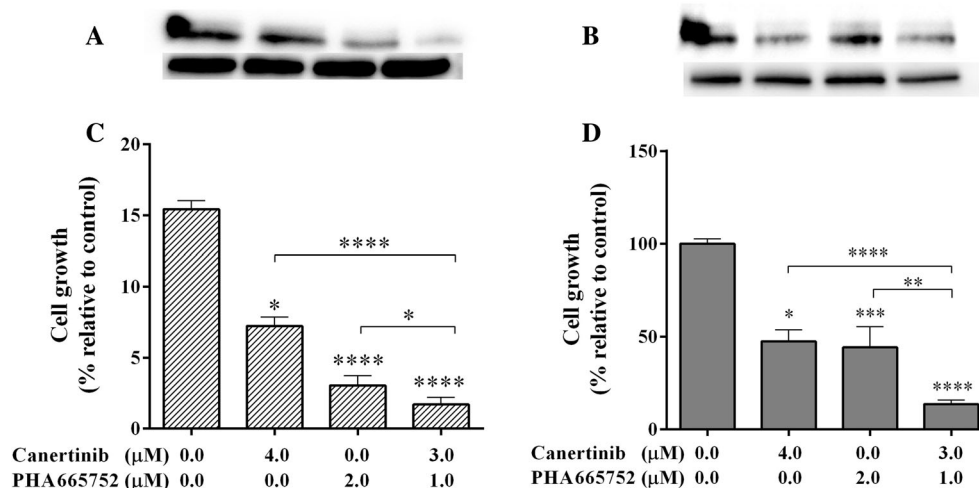 A
B
C
20
15
10
5
0
Cell growth
(% relative to control)
****
*
*
****
****
D
150
100
50
0
Cell growth
(% relative to control)
****
**
*
***
****
Canertinib (µM) 0.0 4.0 0.0 3.0
PHA665752 (µM) 0.0 0.0 2.0 1.0
Canertinib (µM) 0.0 4.0 0.0 3.0
PHA665752 (µM) 0.0 0.0 2.0 1.0